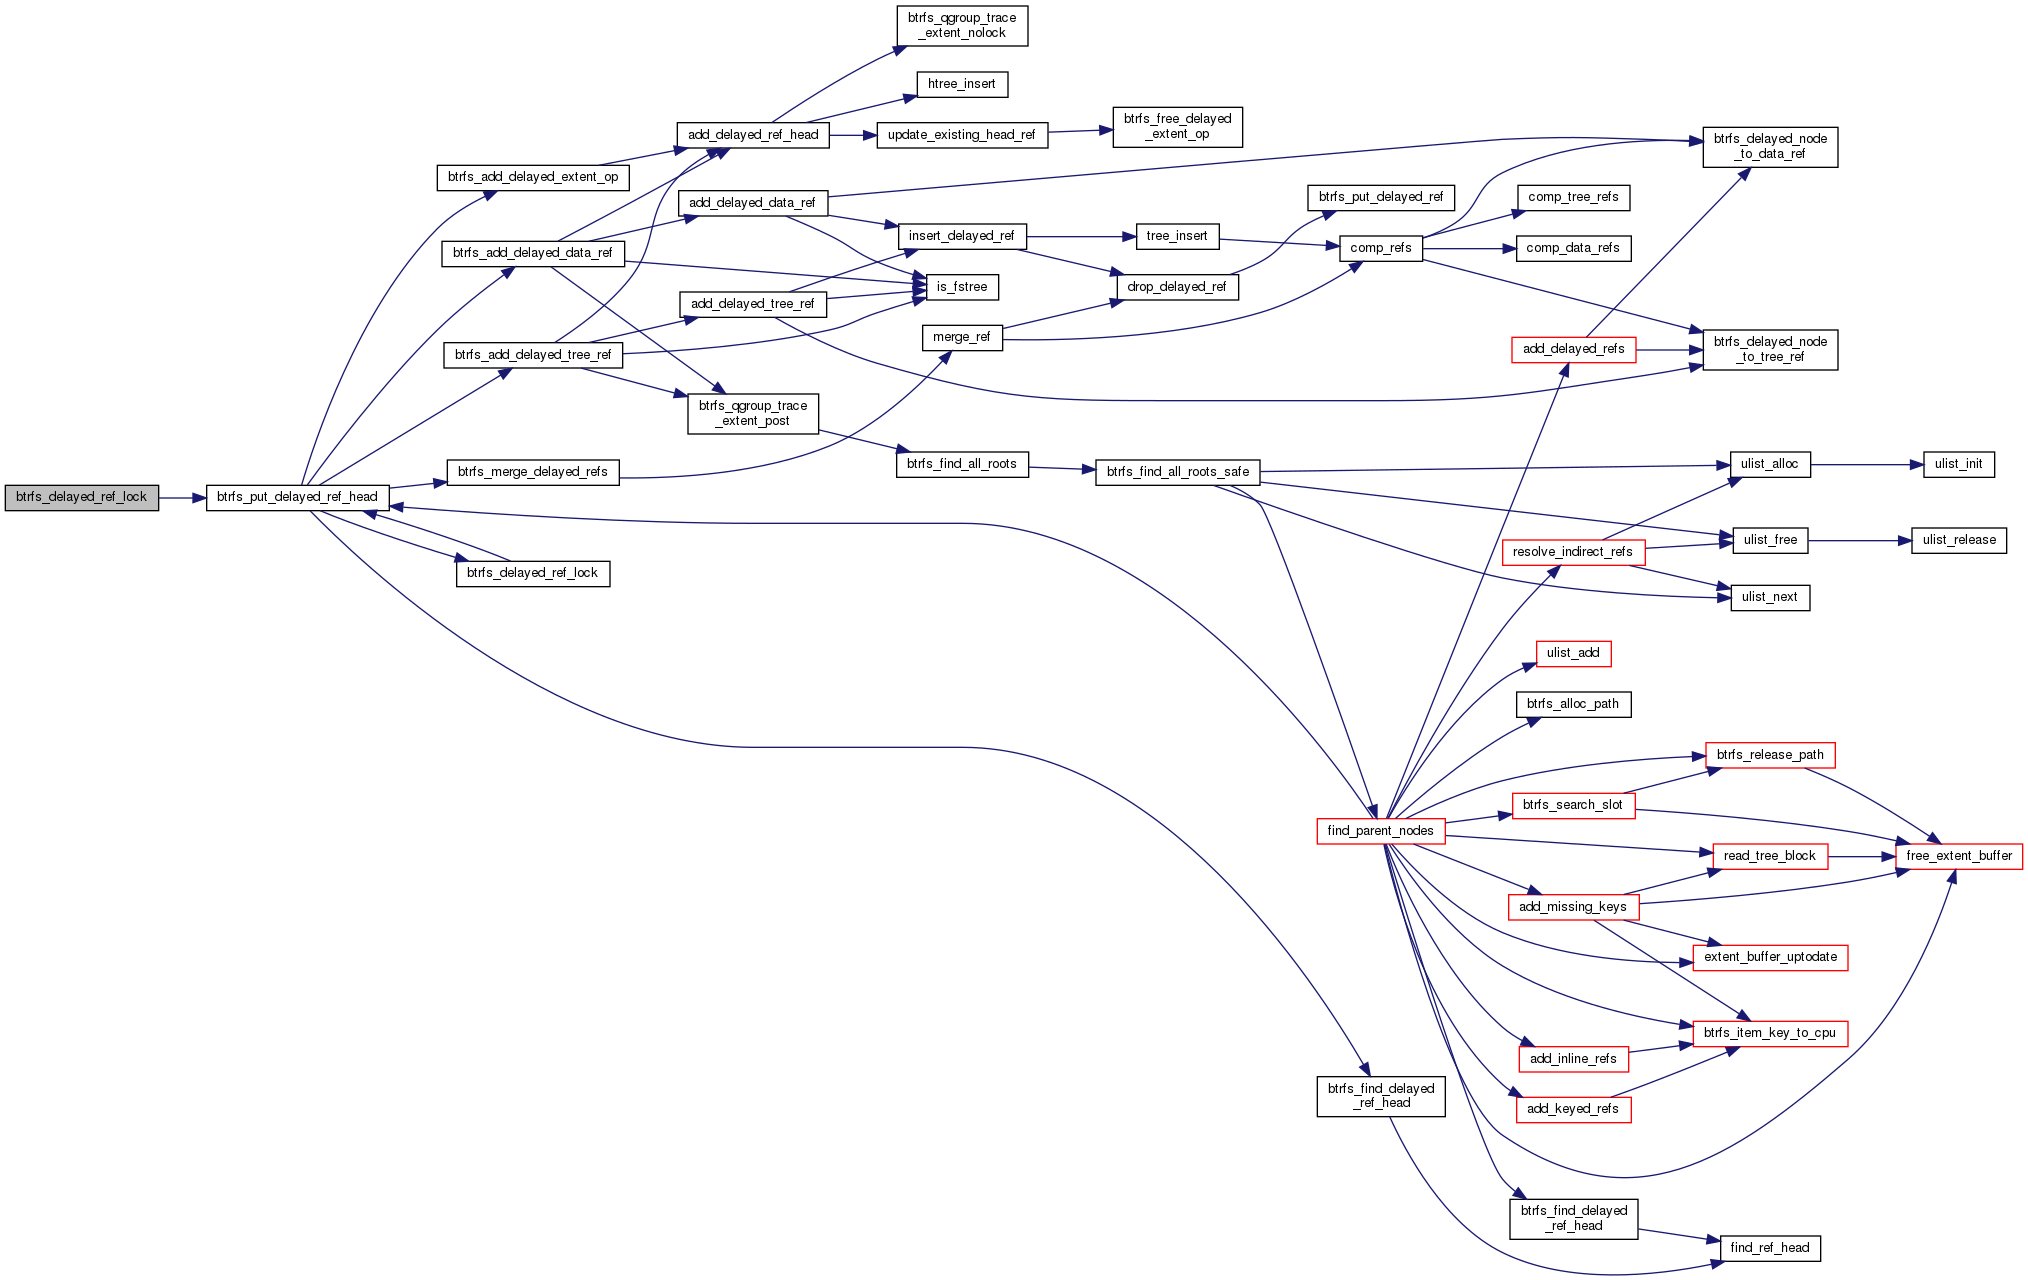 btrfs_qgroup_trace
_extent_nolock
htree_insert
add_delayed_ref_head
update_existing_head_ref
btrfs_free_delayed
_extent_op
btrfs_delayed_node
_to_data_ref
btrfs_add_delayed_extent_op
add_delayed_data_ref
btrfs_put_delayed_ref
comp_tree_refs
insert_delayed_ref
tree_insert
comp_refs
comp_data_refs
btrfs_add_delayed_data_ref
is_fstree
drop_delayed_ref
add_delayed_tree_ref
merge_ref
add_delayed_refs
btrfs_delayed_node
_to_tree_ref
btrfs_add_delayed_tree_ref
btrfs_qgroup_trace
_extent_post
btrfs_find_all_roots
btrfs_find_all_roots_safe
ulist_alloc
ulist_init
btrfs_merge_delayed_refs
btrfs_delayed_ref_lock
btrfs_put_delayed_ref_head
resolve_indirect_refs
ulist_free
ulist_release
btrfs_delayed_ref_lock
ulist_next
ulist_add
btrfs_alloc_path
btrfs_release_path
btrfs_search_slot
find_parent_nodes
read_tree_block
free_extent_buffer
add_missing_keys
extent_buffer_uptodate
btrfs_item_key_to_cpu
add_inline_refs
btrfs_find_delayed
_ref_head
add_keyed_refs
btrfs_find_delayed
_ref_head
find_ref_head